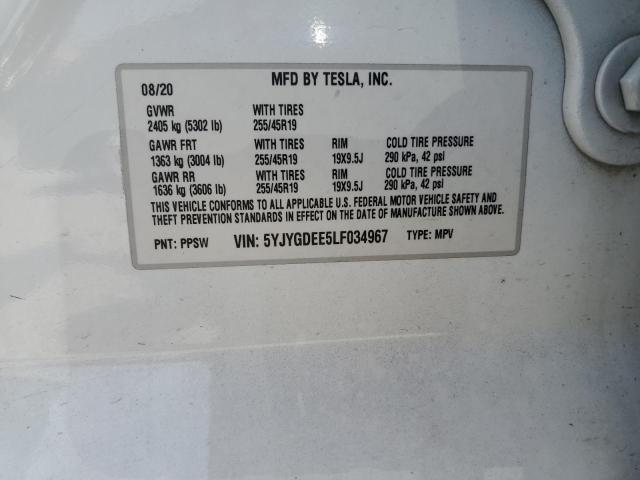 MFD BY TESLA, INC.
08/20
GVWR WITH TIRES
2405 kg (5302 lb) 255/45R19
GAWR FRT WITH TIRES RIM COLD TIRE PRESSURE
1363 kg (3004 lb) 255/45R19 19X9.5J 290 kPa, 42 psi
GAWR RR WITH TIRES RIM COLD TIRE PRESSURE
1636 kg (3606 lb) 255/45R19 19X9.5J 290 kPa, 42 psi
THIS VEHICLE CONFORMS TO ALL APPLICABLE U.S. FEDERAL MOTOR VEHICLE SAFETY AND
THEFT PREVENTION STANDARDS IN EFFECT ON THE DATE OF MANUFACTURE SHOWN ABOVE.
PNT: PPSW VIN: 5YJYGDEE5LF034967 TYPE: MPV